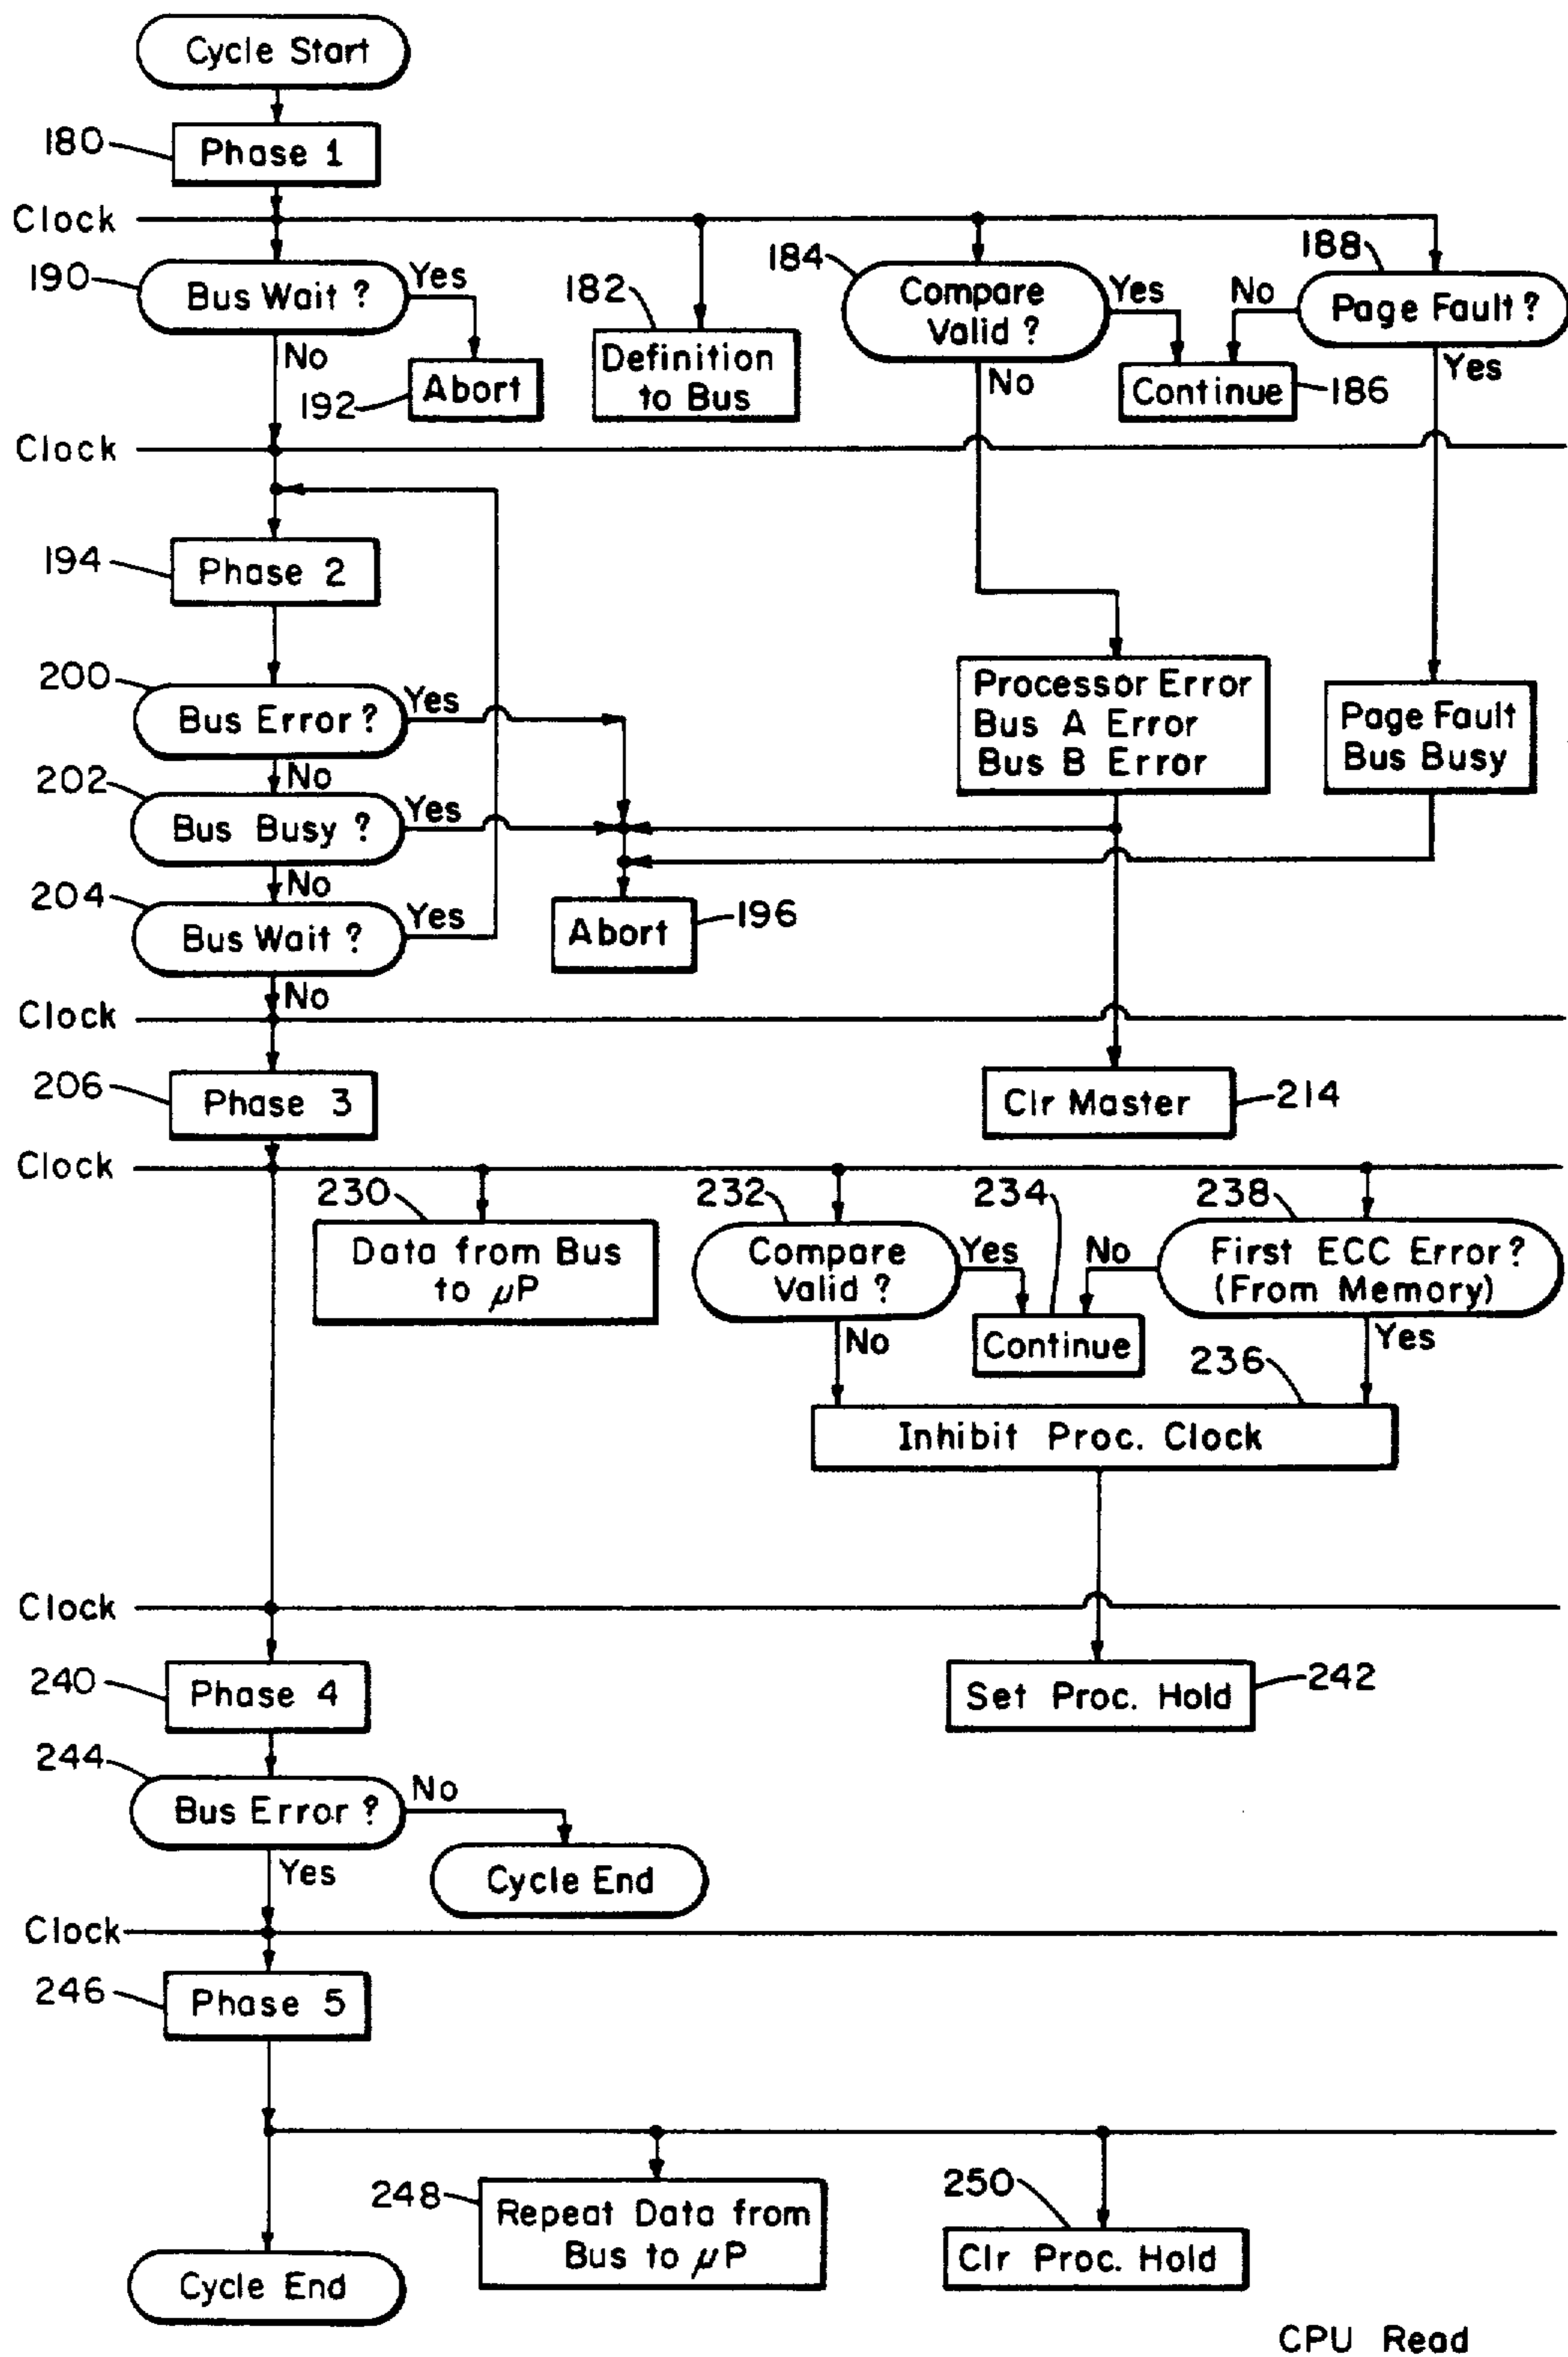 Cycle Start
180
Phase 1
Clock
190
Bus Wait ?
Yes
No
192
Abort
182
Definition
to Bus
184
Compare
Valid ?
Yes
No
188
Page Fault ?
No
Yes
Continue
186
Clock
194
Phase 2
200
Bus Error ?
Yes
No
202
Bus Busy ?
Yes
No
204
Bus Wait ?
Yes
No
Processor Error
Bus A Error
Bus B Error
Page Fault
Bus Busy
Abort
196
Clock
206
Phase 3
Clr Master
214
Clock
230
Data from Bus
to μP
232
Compare
Valid ?
Yes
No
234
Continue
238
First ECC Error ?
(From Memory)
No
Yes
236
Inhibit Proc. Clock
Clock
240
Phase 4
Set Proc. Hold
242
244
Bus Error ?
No
Yes
Cycle End
Clock
246
Phase 5
248
Repeat Data from
Bus to μP
250
Clr Proc. Hold
Cycle End
CPU Read